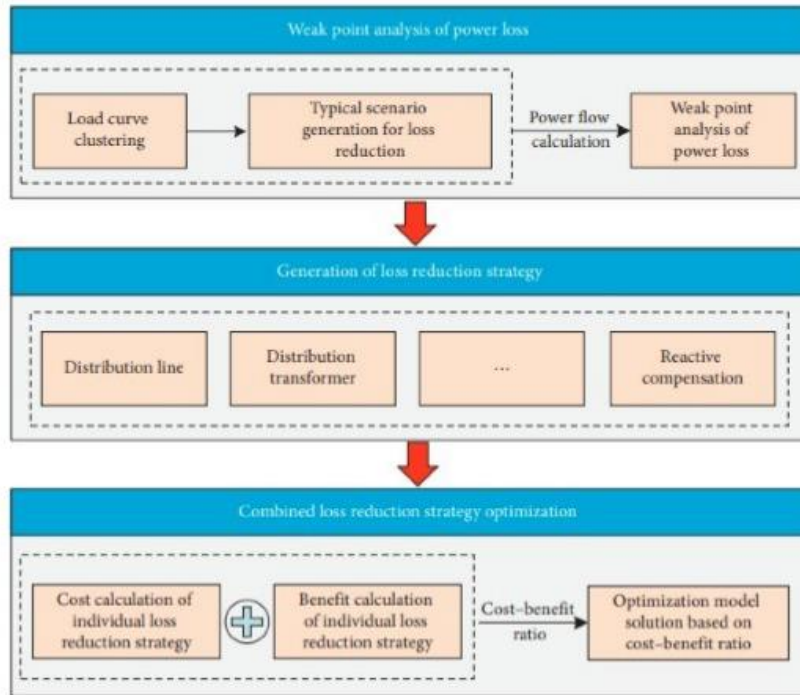 Weak point analysis of power loss
Load curve
clustering
Typical scenario
generation for loss
reduction
Power flow
calculation
Weak point
analysis of
power loss
Generation of loss reduction strategy
Distribution line
Distribution
transformer
...
Reactive
compensation
Combined loss reduction strategy optimization
Cost calculation of
individual loss
reduction strategy
Benefit calculation
of individual loss
reduction strategy
Cost–benefit
ratio
Optimization model
solution based on
cost–benefit ratio